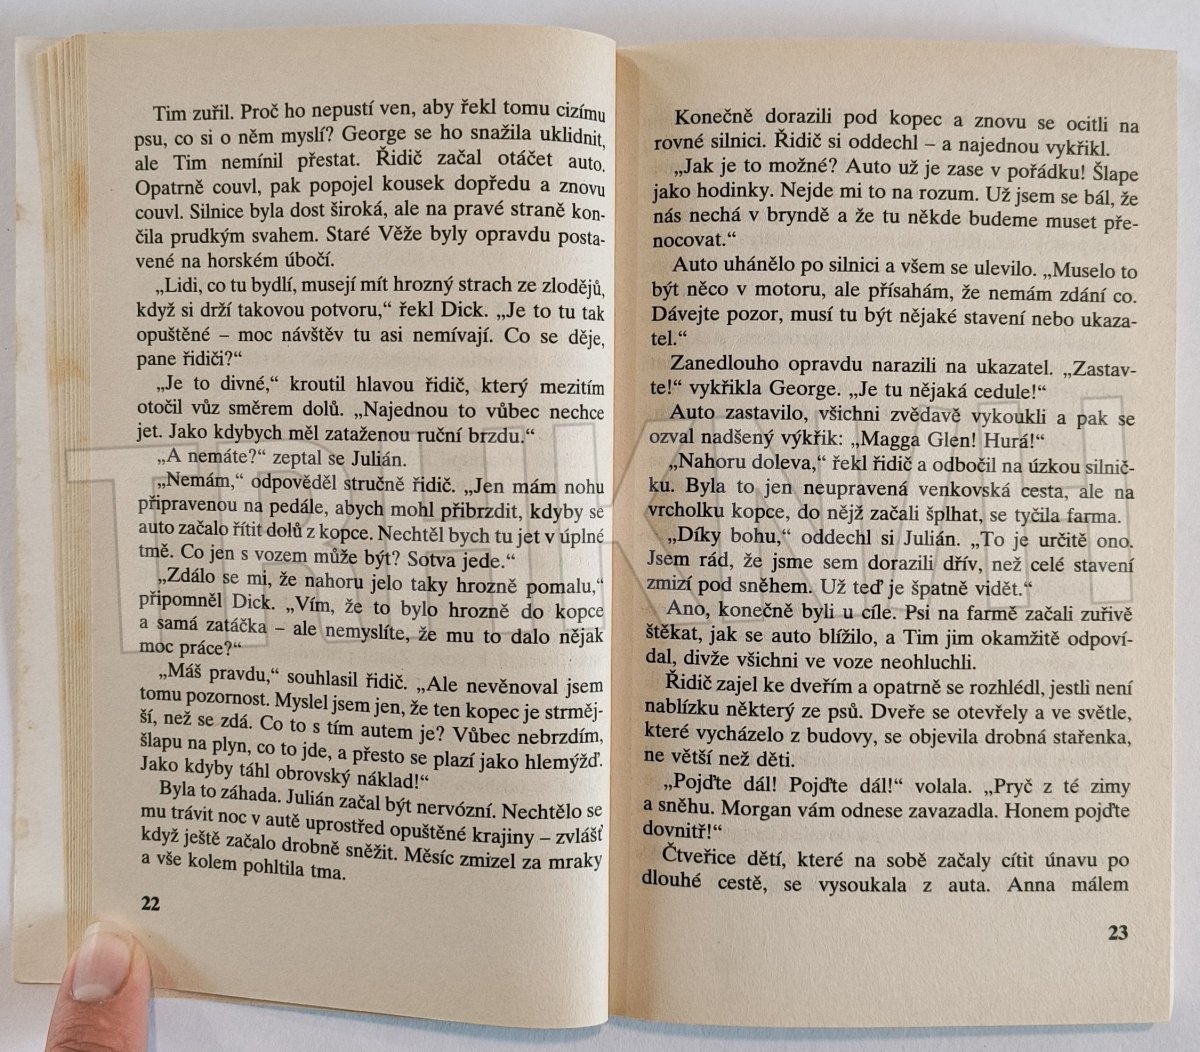 Tim zuřil. Proč ho nepustí ven, aby řekl tomu cizímu
psu, co si o něm myslí? George se ho snažila uklidnit,
ale Tim nemínil přestat. Řidič začal otáčet auto.
Opatrně couvl, pak popojel kousek dopředu a znovu
couvl. Silnice byla dost široká, ale na pravé straně kon-
čila prudkým svahem. Staré Věže byly opravdu posta-
vené na horském úbočí.
„Lidi, co tu bydlí, musejí mít hrozný strach ze zlodějů,
když si drží takovou potvoru,“ řekl Dick. „Je to tu tak
opuštěné – moc návštěv tu asi nemívají. Co se děje,
pane řidiči?“
„Je to divné,“ kroutil hlavou řidič, který mezitím
otočil vůz směrem dolů. „Najednou to vůbec nechce
jet. Jako kdybych měl zataženou ruční brzdu.“
„A nemáte?“ zeptal se Julián.
„Nemám,“ odpověděl stručně řidič. „Jen mám nohu
připravenou na pedále, abych mohl přibrzdit, kdyby se
auto začalo řítit dolů z kopce. Nechtěl bych tu jet v úplné
tmě. Co jen s vozem může být? Sotva jede.“
„Zdálo se mi, že nahoru jelo taky hrozně pomalu,“
připomněl Dick. „Vím, že to bylo hrozně do kopce
a samá zatáčka – ale nemyslíte, že mu to dalo nějak
moc práce?“
„Máš pravdu,“ souhlasil řidič. „Ale nevěnoval jsem
tomu pozornost. Myslel jsem jen, že ten kopec je strměj-
ší, než se zdá. Co to s tím autem je? Vůbec nebrzdím,
šlapu na plyn, co to jde, a přesto se plazí jako hlemýžď.
Jako kdyby táhl obrovský náklad!“
Byla to záhada. Julián začal být nervózní. Nechtělo se
mu trávit noc v autě uprostřed opuštěné krajiny – zvlášť
když ještě začalo drobně sněžit. Měsíc zmizel za mraky
a vše kolem pohltila tma.
22
Konečně dorazili pod kopec a znovu se ocitli na
rovné silnici. Řidič si oddechl – a najednou vykřikl.
„Jak je to možné? Auto už je zase v pořádku! Šlape
jako hodinky. Nejde mi to na rozum. Už jsem se bál, že
nás nechá v bryndě a že tu někde budeme muset pře-
nocovat.“
Auto uhánělo po silnici a všem se ulevilo. „Muselo to
být něco v motoru, ale přísahám, že nemám zdání co.
Dávejte pozor, musí tu být nějaké stavení nebo ukaza-
tel.“
Zanedlouho opravdu narazili na ukazatel. „Zastav-
te!“ vykřikla George. „Je tu nějaká cedule!“
Auto zastavilo, všichni zvědavě vykoukli a pak se
ozval nadšený výkřik: „Magga Glen! Hurá!“
„Nahoru doleva,“ řekl řidič a odbočil na úzkou silnič-
ku. Byla to jen neupravená venkovská cesta, ale na
vrcholku kopce, do nějž začali šplhat, se tyčila farma.
„Díky bohu,“ oddechl si Julián. „To je určitě ono.
Jsem rád, že jsme sem dorazili dřív, než celé stavení
zmizí pod sněhem. Už teď je špatně vidět.“
Ano, konečně byli u cíle. Psi na farmě začali zuřivě
štěkat, jak se auto blížilo, a Tim jim okamžitě odpoví-
dal, divže všichni ve voze neohluchli.
Řidič zajel ke dveřím a opatrně se rozhlédl, jestli není
nablízku některý ze psů. Dveře se otevřely a ve světle,
které vycházelo z budovy, se objevila drobná stařenka,
ne větší než děti.
„Pojďte dál! Pojďte dál!“ volala. „Pryč z té zimy
a sněhu. Morgan vám odnese zavazadla. Honem pojďte
dovnitř!“
Čtveřice dětí, které na sobě začaly cítit únavu po
dlouhé cestě, se vysoukala z auta. Anna málem
23